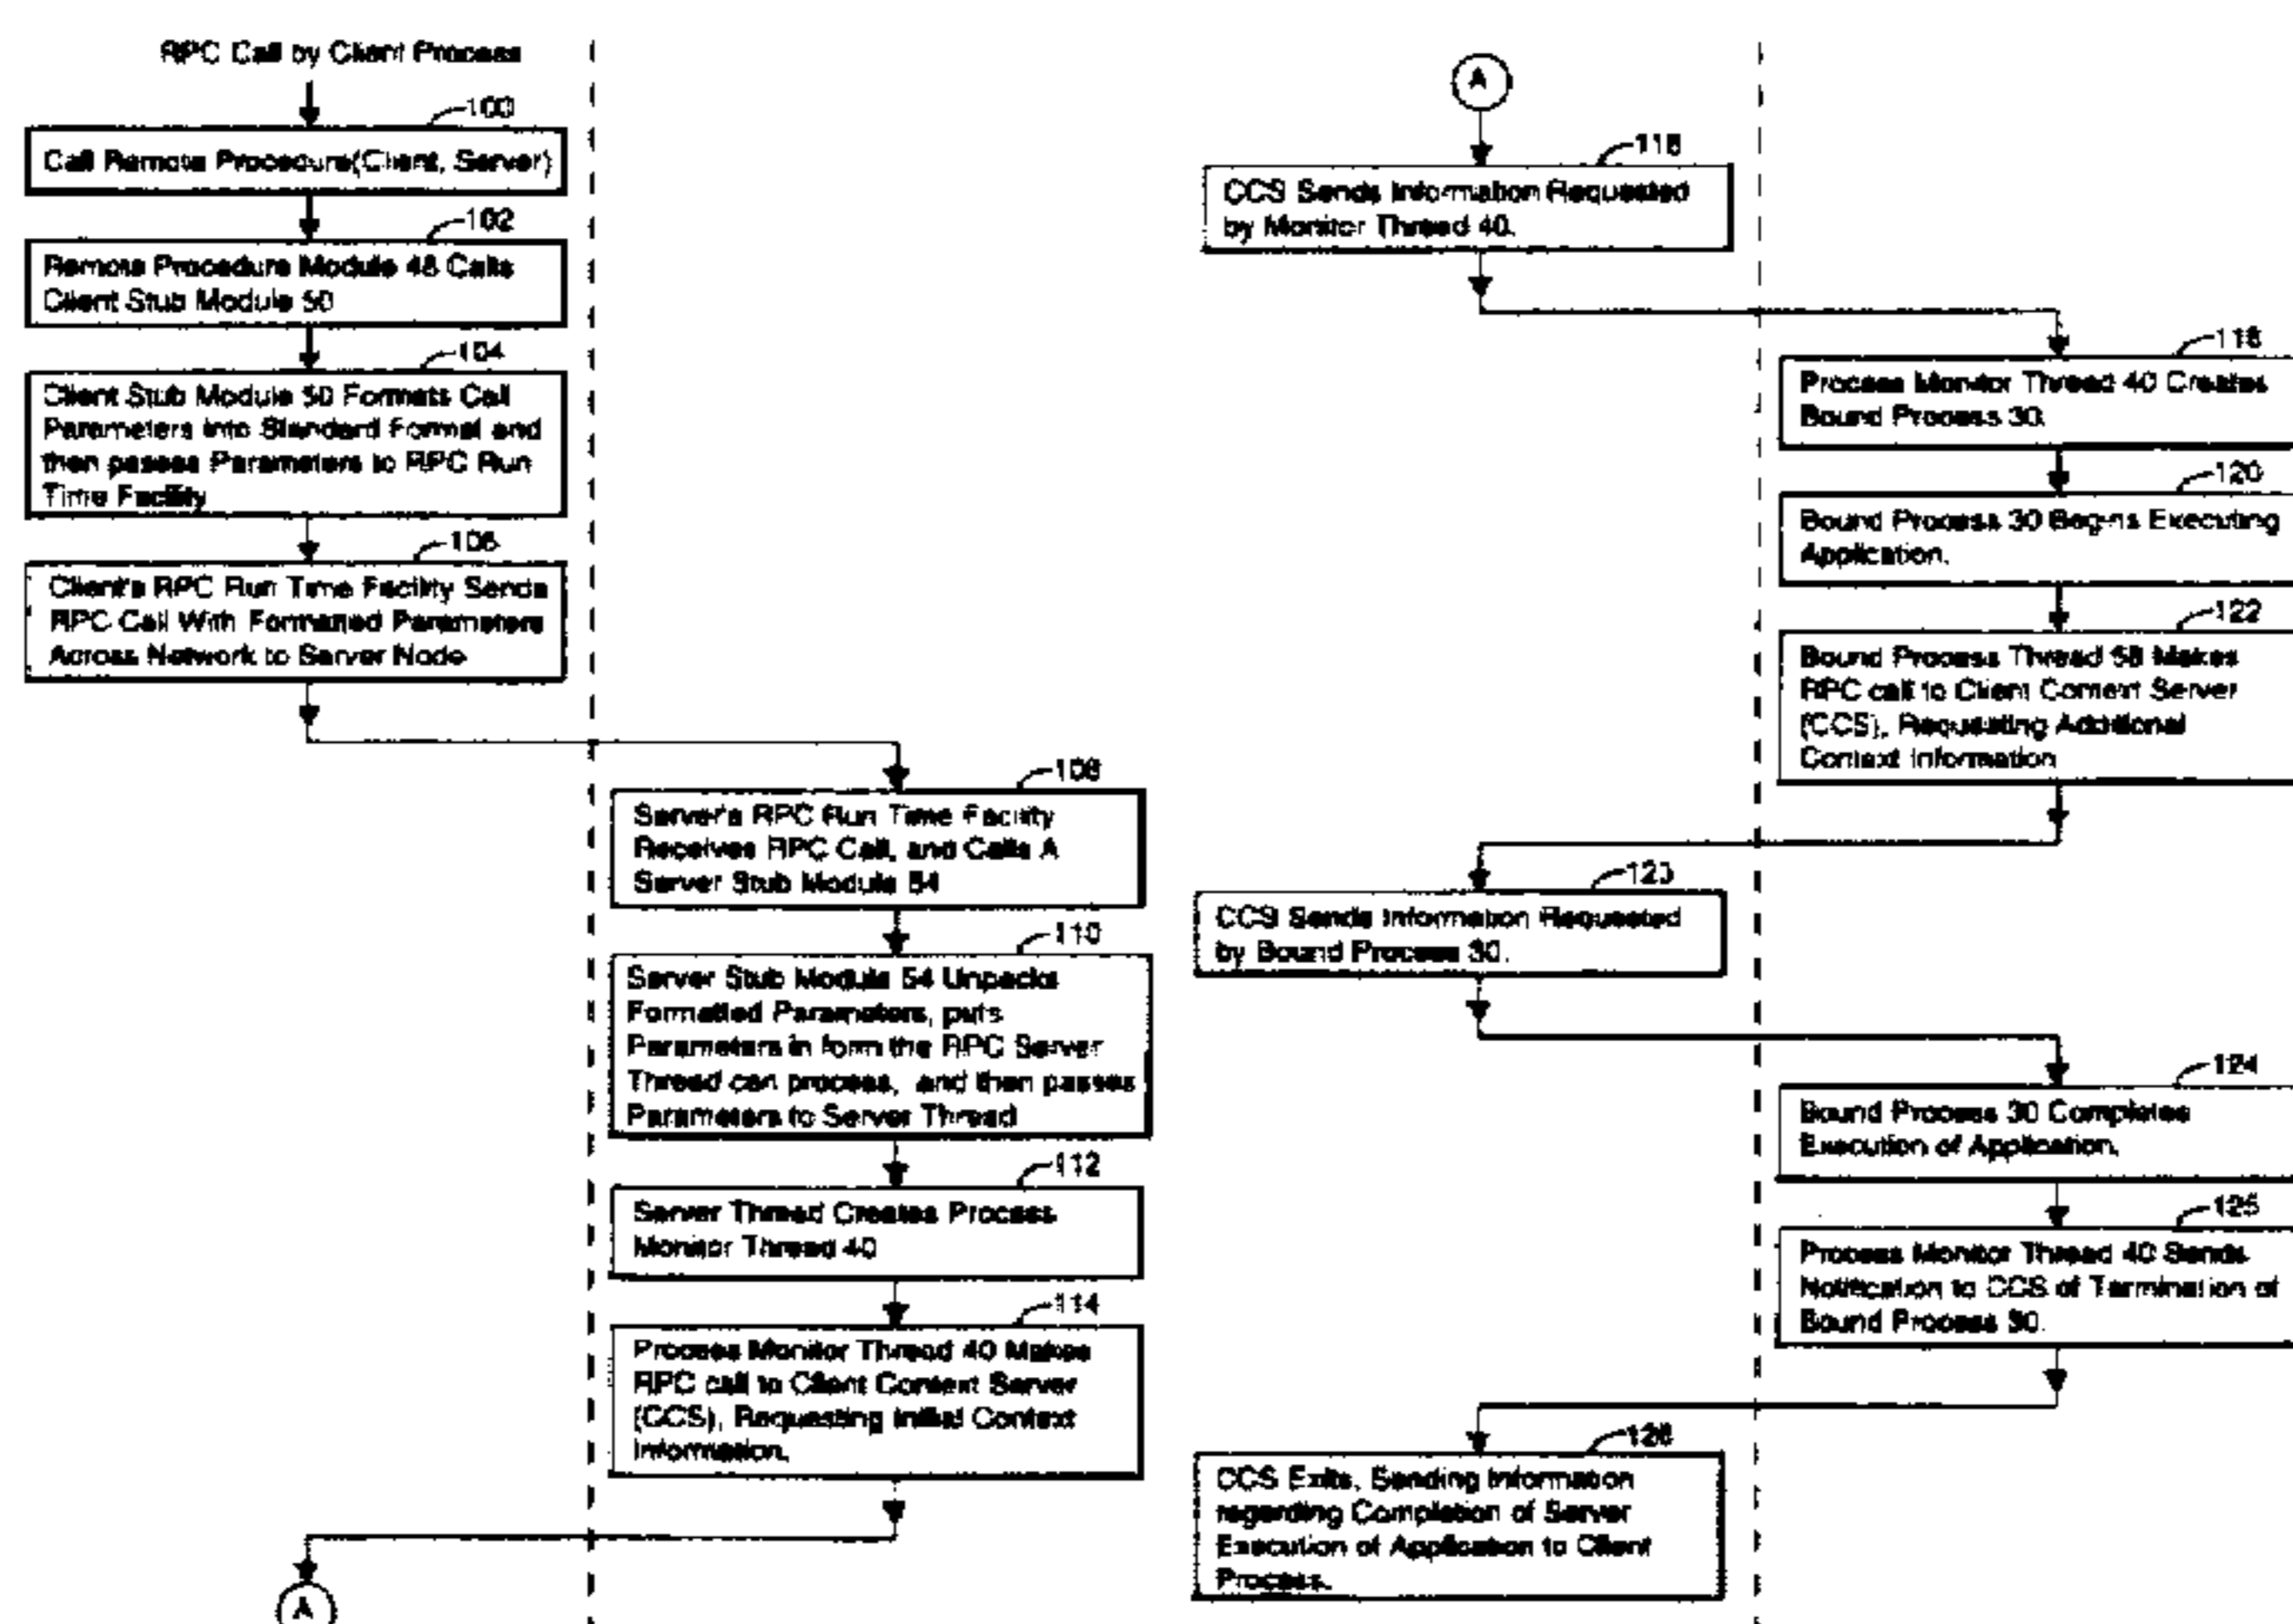 RPC Call by Client Process
100
Call Remote Procedure(Client, Server)
102
Remote Procedure Module 48 Calls
Client Stub Module 50
104
Client Stub Module 50 Formats Call
Parameters into Standard Format and
then passes Parameters to RPC Run
Time Facility
106
Client's RPC Run Time Facility Sends
RPC Call With Formatted Parameters
Across Network to Server Node
108
Server's RPC Run Time Facility
Receives RPC Call, and Calls A
Server Stub Module 54
110
Server Stub Module 54 Unpacks
Formatted Parameters, puts
Parameters in form the RPC Server
Thread can process, and then passes
Parameters to Server Thread
112
Server Thread Creates Process
Monitor Thread 40
114
Process Monitor Thread 40 Makes
RPC call to Client Context Server
(CCS), Requesting Initial Context
Information.
A
A
116
CCS Sends Information Requested
by Monitor Thread 40.
118
Process Monitor Thread 40 Creates
Bound Process 30.
120
Bound Process 30 Begins Executing
Application.
122
Bound Process Thread 58 Makes
RPC call to Client Context Server
(CCS), Requesting Additional
Context Information
123
CCS Sends Information Requested
by Bound Process 30.
124
Bound Process 30 Completes
Execution of Application.
125
Process Monitor Thread 40 Sends
Notification to CCS of Termination of
Bound Process 30.
126
CCS Exits, Sending Information
regarding Completion of Server
Execution of Application to Client
Process.